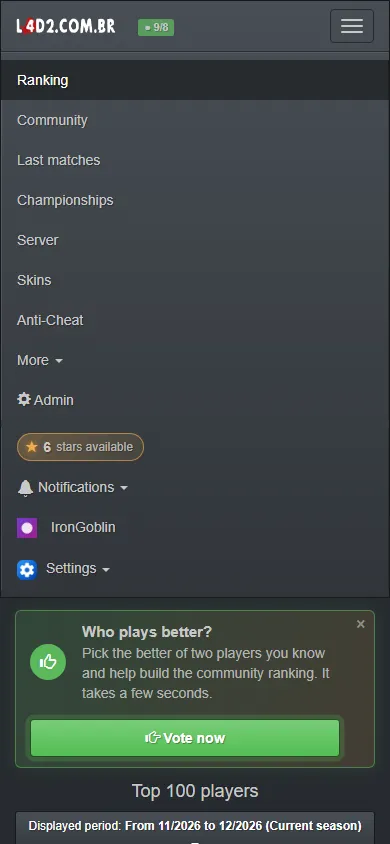 L4D2.COM.BR
● 9/8
Ranking
Community
Last matches
Championships
Server
Skins
Anti-Cheat
More
Admin
★ 6 stars available
Notifications
IronGoblin
Settings
Who plays better?
×
Pick the better of two players you know
and help build the community ranking. It
takes a few seconds.
Vote now
Top 100 players
Displayed period: From 11/2026 to 12/2026 (Current season)